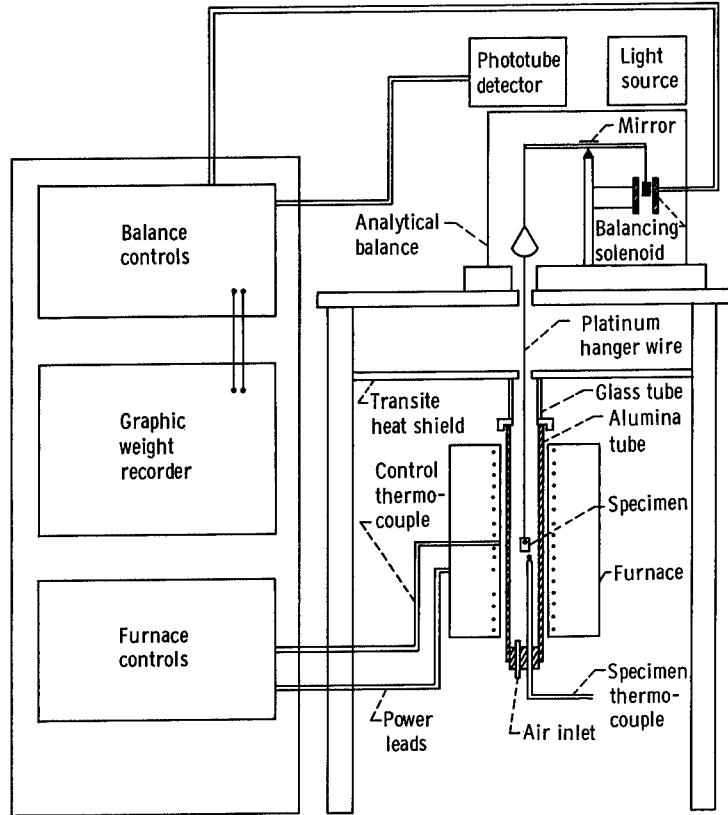 Phototube
detector
Light
source
Mirror
Balance
controls
Analytical
balance
Balancing
solenoid
Platinum
hanger wire
Graphic
weight
recorder
Transite
heat shield
Glass tube
Alumina
tube
Control
thermo-
couple
Specimen
Furnace
Furnace
controls
Power
leads
Air inlet
Specimen
thermo-
couple